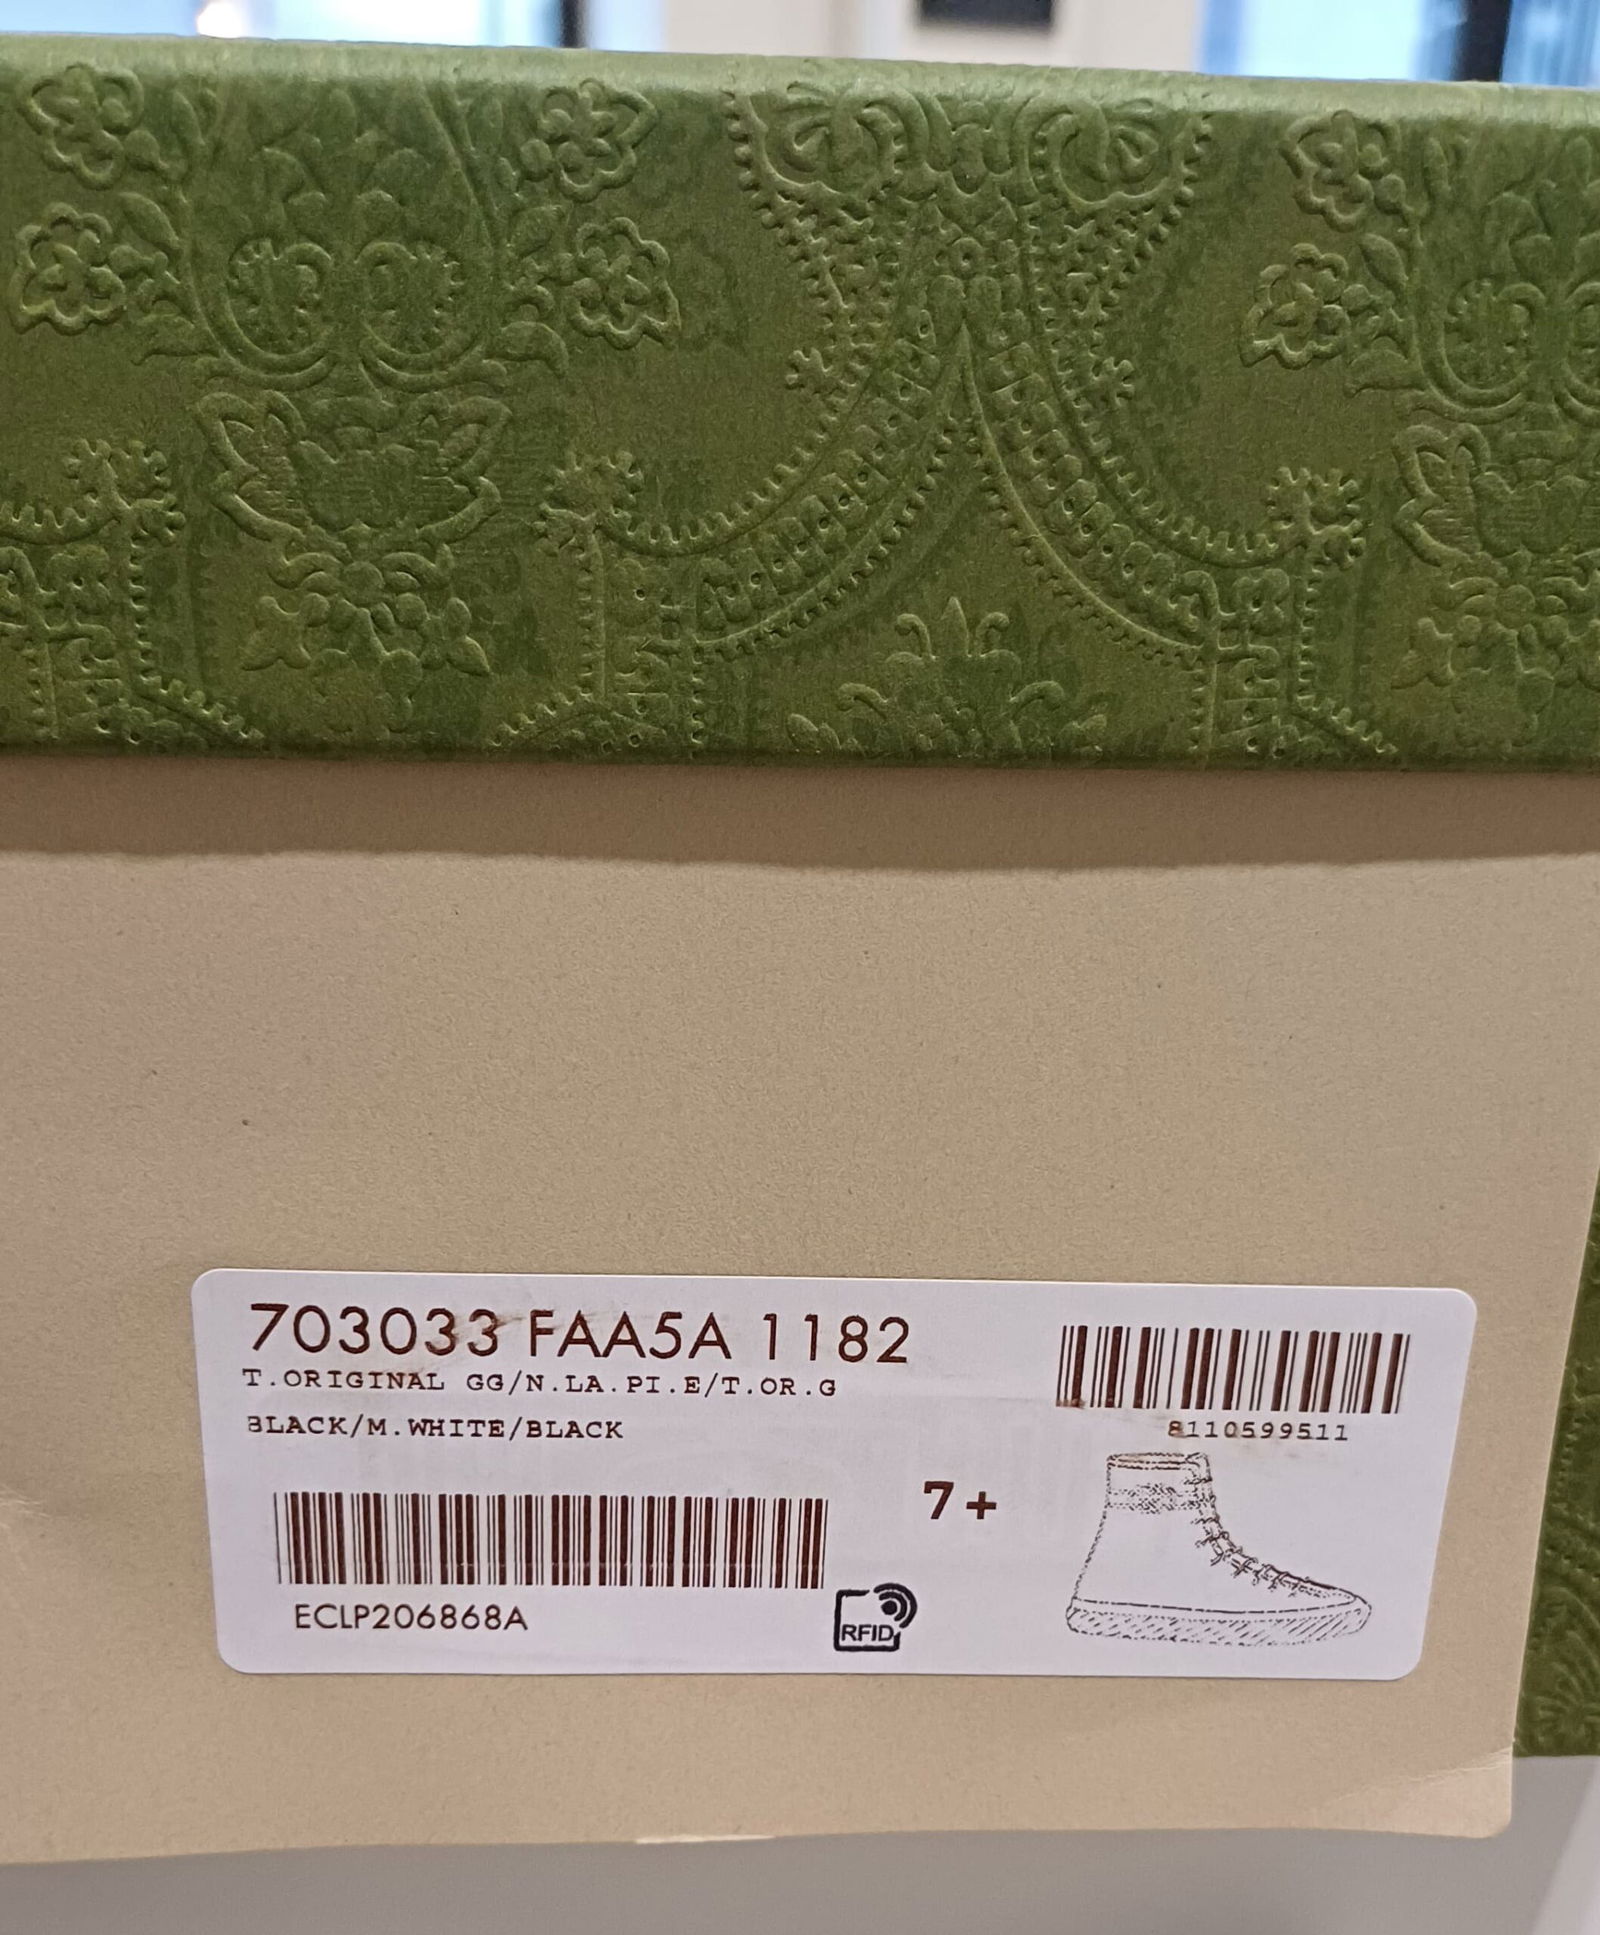 703033 FAA5A 1182
T.ORIGINAL GG/N.LA.PI.E/T.OR.G
BLACK/M.WHITE/BLACK
8110599511
7+
ECLP206868A
RFID